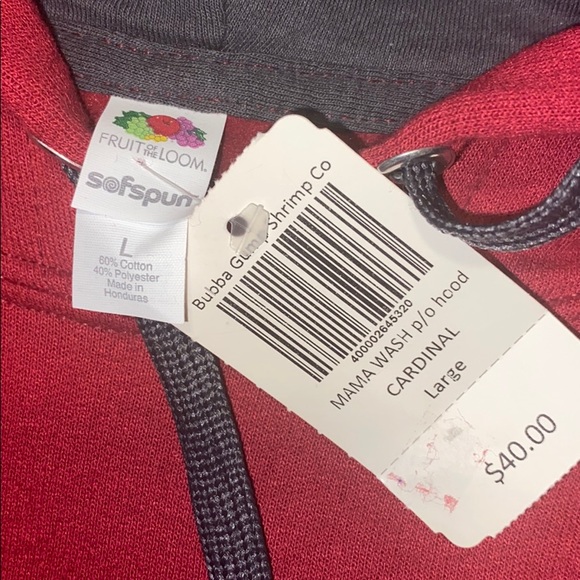 FRUIT OF THE LOOM.
sofspun
L
60% Cotton
40% Polyester
Made in
Honduras
Bubba Gump Shrimp Co
400002645320
MAMA WASH p/o hood
CARDINAL
Large
$40.00